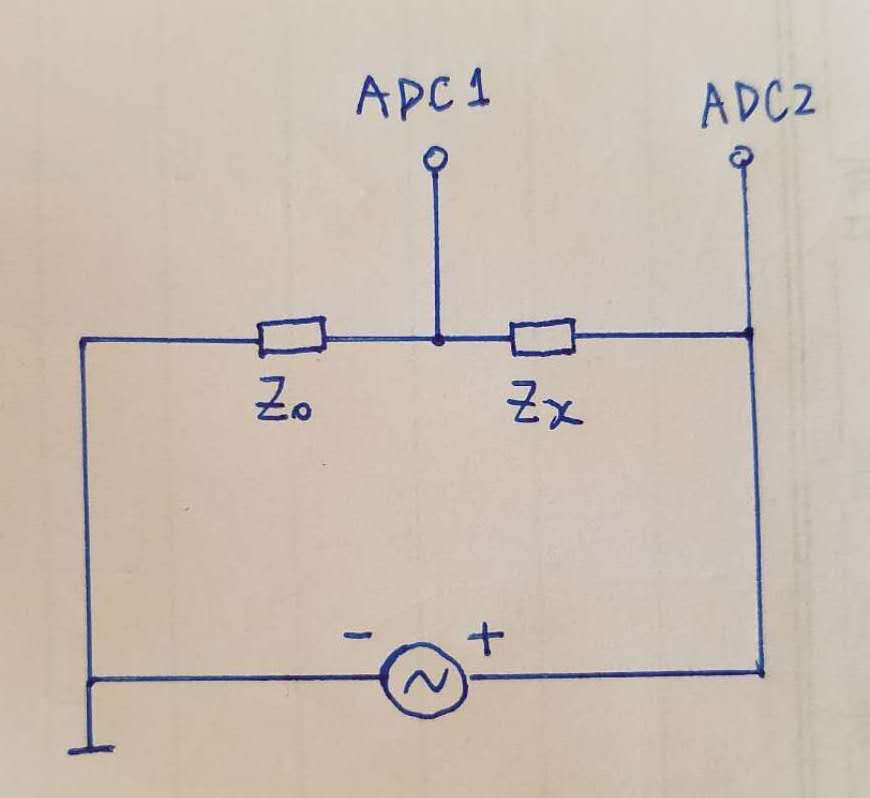 ADC1
ADC2
Z₀
Zx
- +
~